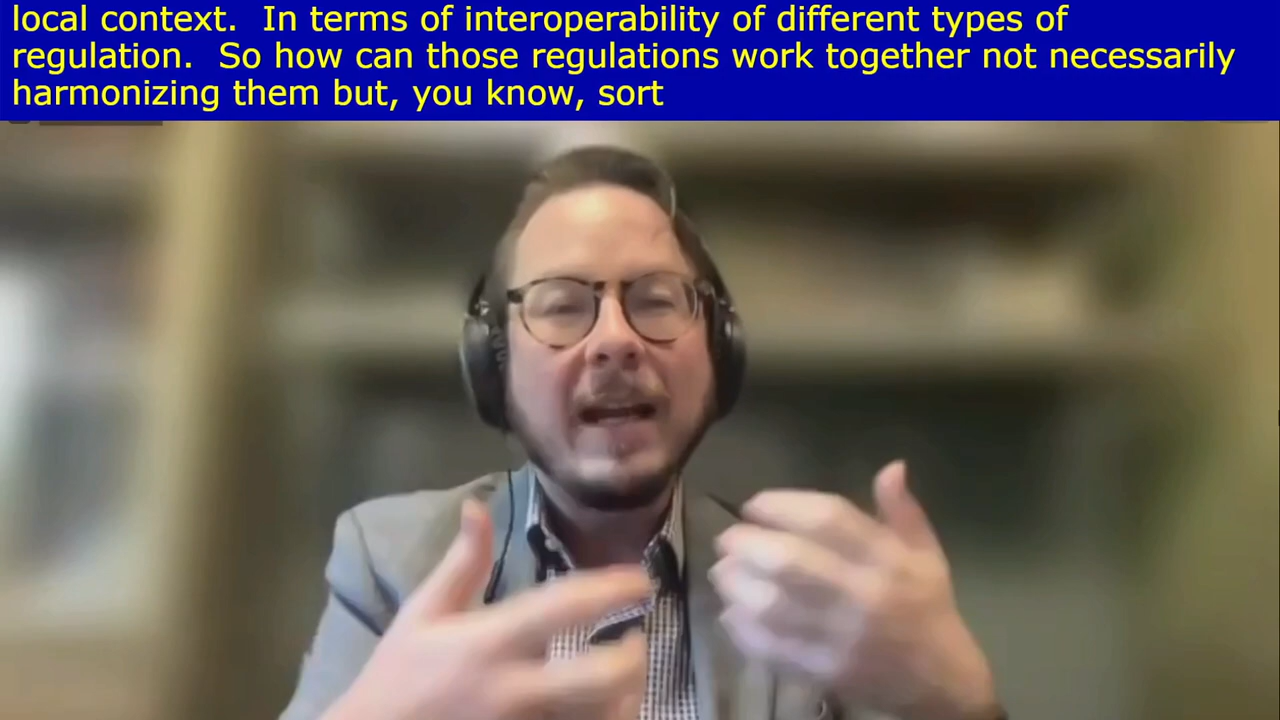 local context.  In terms of interoperability of different types of
regulation.  So how can those regulations work together not necessarily
harmonizing them but, you know, sort